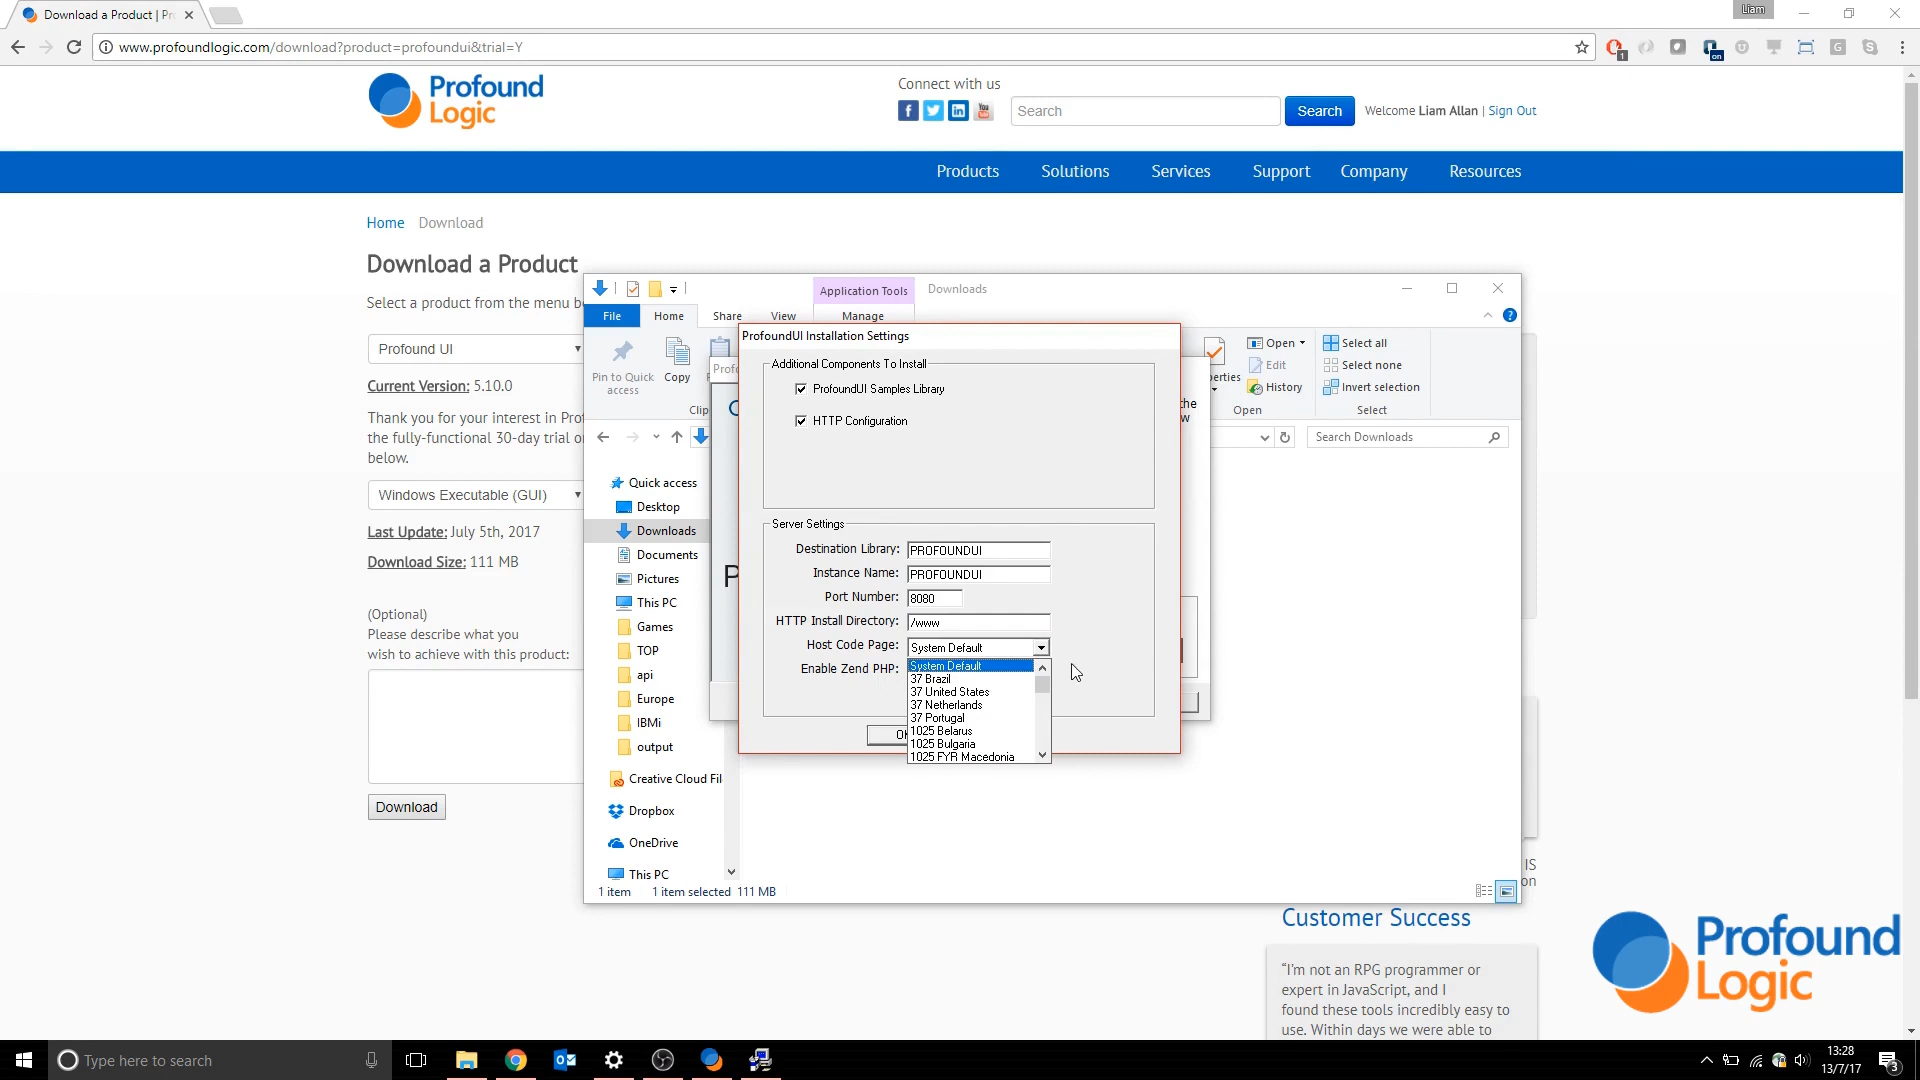 Download a Product | Pr
Liam
www.profoundlogic.com/download?product=profoundui&trial=Y
1
on
G
Profound
Logic
Connect with us
Search
Search
Welcome Liam Allan | Sign Out
Products
Solutions
Services
Support
Company
Resources
Home
Download
Download a Product
Select a product from the menu be
Profound UI
Current Version: 5.10.0
Thank you for your interest in Pro
the fully-functional 30-day trial o
below.
Windows Executable (GUI)
Last Update: July 5th, 2017
Download Size: 111 MB
(Optional)
Please describe what you
wish to achieve with this product:
Download
Application Tools
Downloads
File
Home
Share
View
Manage
Pin to Quick
access
Copy
Clip
perties
Open
Edit
History
Open
Select all
Select none
Invert selection
Select
Search Downloads
Quick access
Desktop
Downloads
Documents
Pictures
This PC
Games
TOP
api
Europe
IBMi
output
Creative Cloud Fil
Dropbox
OneDrive
This PC
1 item
1 item selected 111 MB
Prof
the
w
P
ProfoundUI Installation Settings
Additional Components To Install
ProfoundUI Samples Library
HTTP Configuration
Server Settings
Destination Library: PROFOUNDUI
Instance Name: PROFOUNDUI
Port Number: 8080
HTTP Install Directory: /www
Host Code Page: System Default
Enable Zend PHP:
System Default
37 Brazil
37 United States
37 Netherlands
37 Portugal
1025 Belarus
1025 Bulgaria
1025 FYR Macedonia
IS
on
Customer Success
“I'm not an RPG programmer or
expert in JavaScript, and I
found these tools incredibly easy to
use. Within days we were able to
Profound
Logic
Type here to search
13:28
13/7/17
3